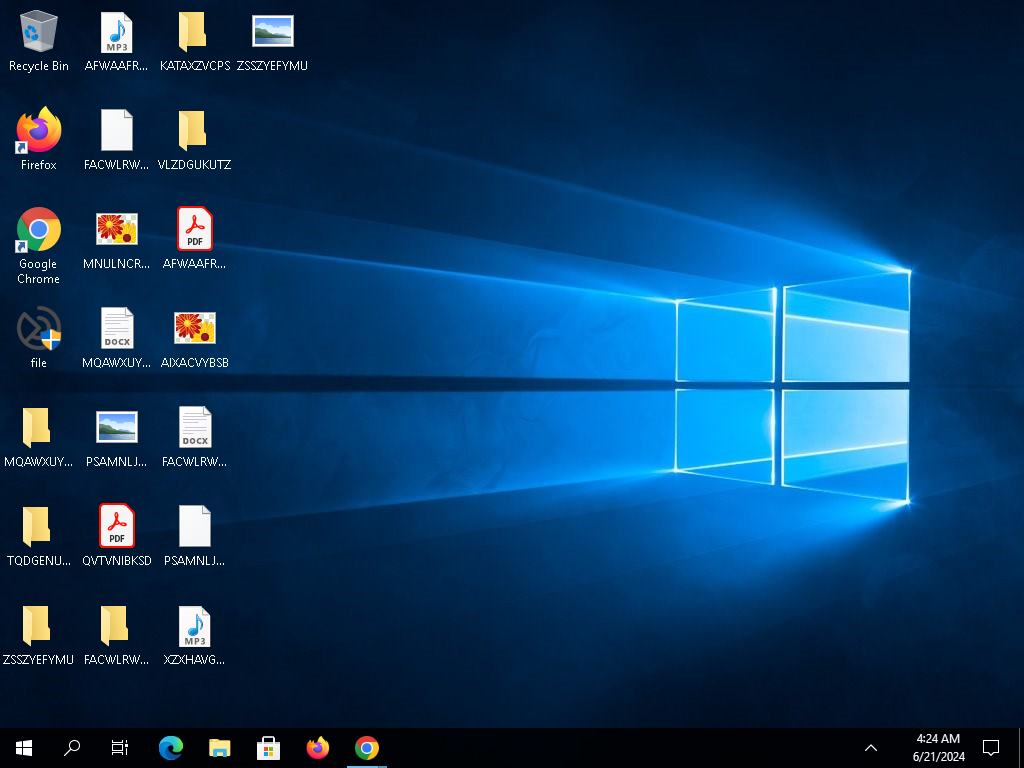 Recycle Bin
AFWAAFR...
KATAXZVCPS
ZSSZYEFYMU
Firefox
FACWLRW...
VLZDGUKUTZ
Google
Chrome
MNULNCR...
AFWAAFR...
file
MQAWXUY...
AIXACVYBSB
MQAWXUY...
PSAMNLJ...
FACWLRW...
TQDGENU...
QVTVNIBKSD
PSAMNLJ...
ZSSZYEFYMU
FACWLRW...
XZXHAVG...
MP3
PDF
DOCX
DOCX
PDF
MP3
4:24 AM
6/21/2024